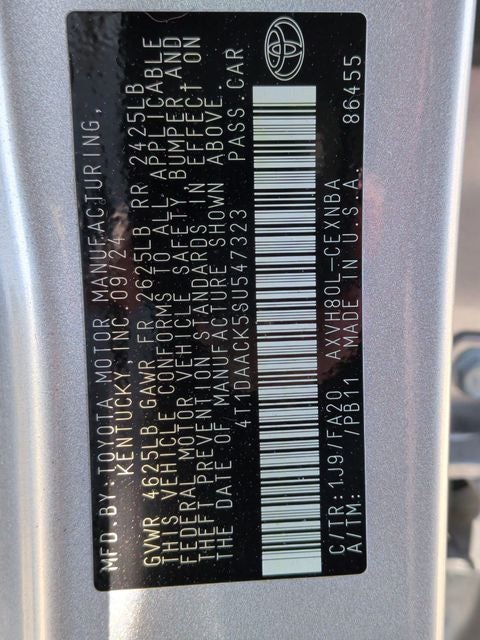 MFD.BY:TOYOTA MOTOR MANUFACTURING,
KENTUCKY, INC.09/24
GVWR 4625LB GAWR FR 2625LB RR 2425LB
THIS VEHICLE CONFORMS TO ALL APPLICABLE
FEDERAL MOTOR VEHICLE SAFETY, BUMPER AND
THEFT PREVENTION STANDARDS IN EFFECT ON
THE DATE OF MANUFACTURE SHOWN ABOVE.
4T1DAACK5SU547323 PASS.CAR
C/TR:1J9/FA20 AXVH80L-CEXNBA
A/TM: /PB11 MADE IN U.S.A. 86455